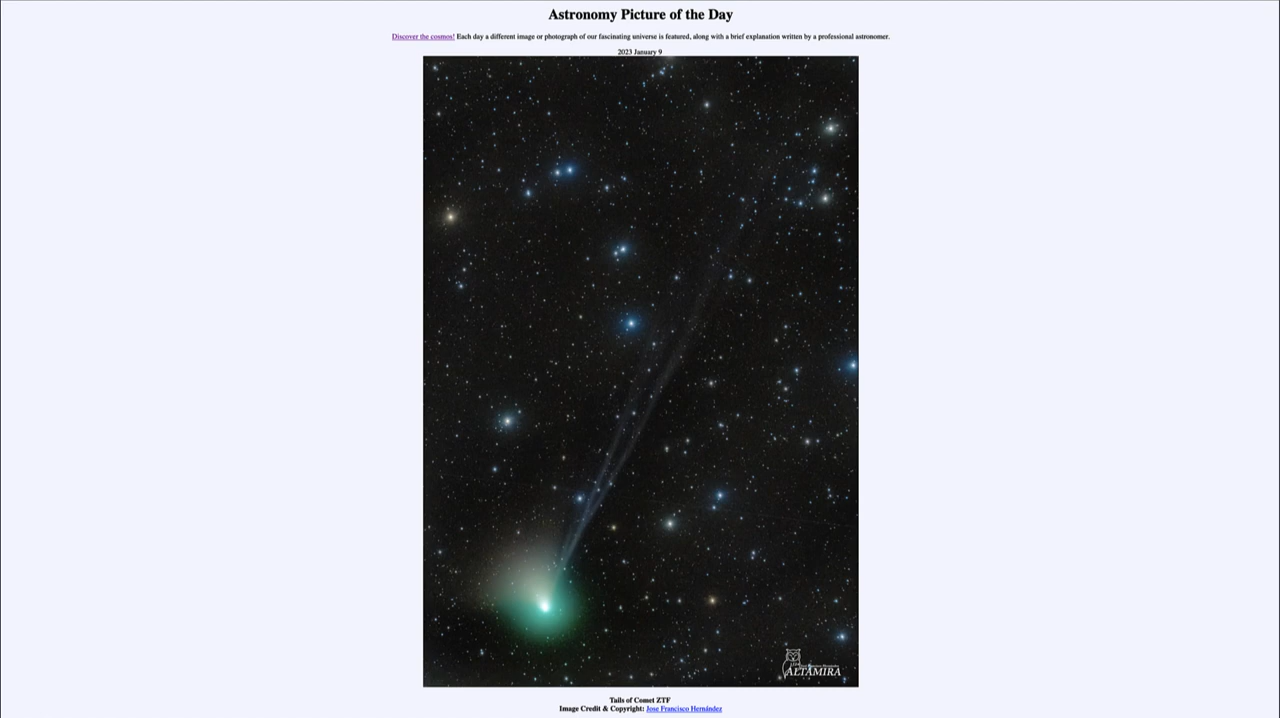 Astronomy Picture of the Day
Discover the cosmos! Each day a different image or photograph of our fascinating universe is featured, along with a brief explanation written by a professional astronomer.
2023 January 9
ALTAMIRA
Tails of Comet ZTF
Image Credit & Copyright: Jose Francisco Hernández